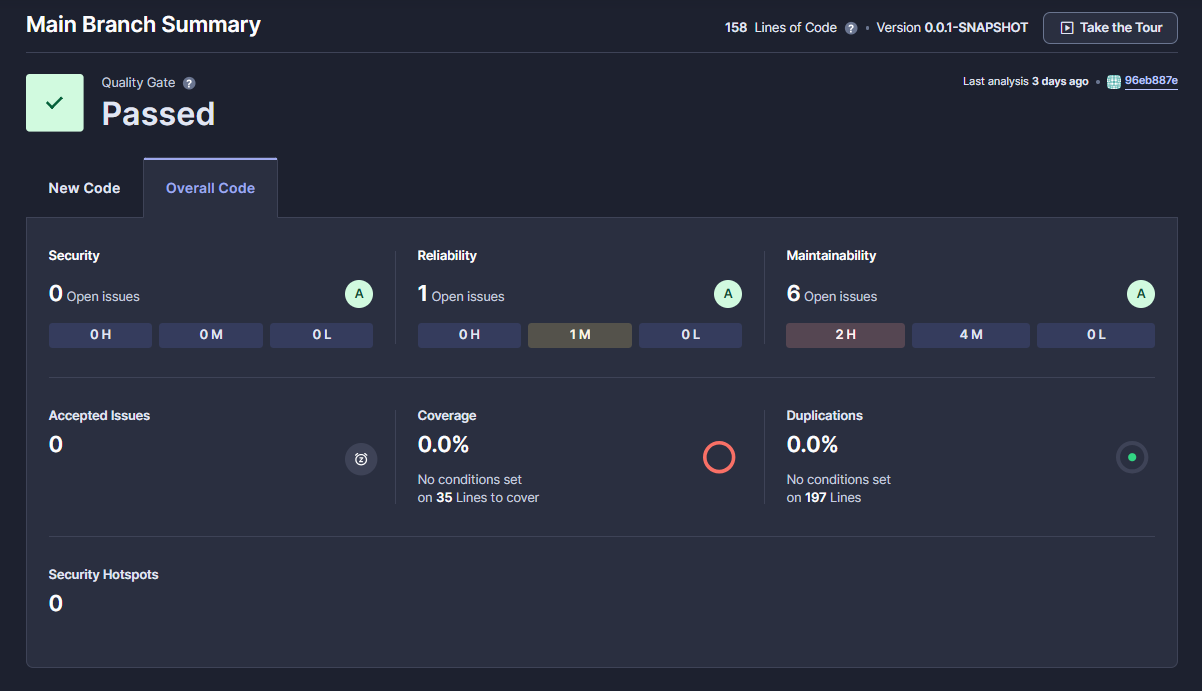 Main Branch Summary
158 Lines of Code ? • Version 0.0.1-SNAPSHOT Take the Tour
Quality Gate ?
Passed
Last analysis 3 days ago • 96eb887e
New Code Overall Code
Security
0 Open issues A
0 H 0 M 0 L
Reliability
1 Open issues A
0 H 1 M 0 L
Maintainability
6 Open issues A
2 H 4 M 0 L
Accepted Issues
0
Coverage
0.0%
No conditions set
on 35 Lines to cover
Duplications
0.0%
No conditions set
on 197 Lines
Security Hotspots
0